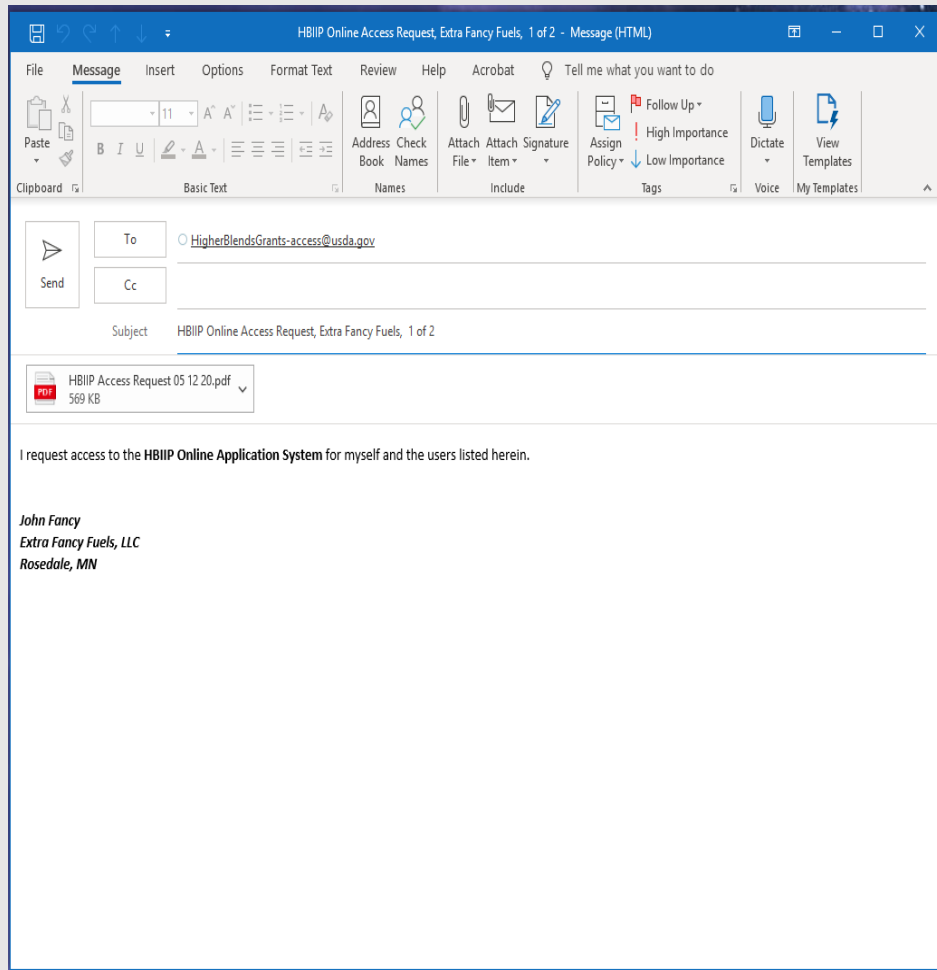 HBIIP Online Access Request, Extra Fancy Fuels, 1 of 2 - Message (HTML)
File Message Insert Options Format Text Review Help Acrobat Tell me what you want to do
Paste
Clipboard
11
B I U A
Basic Text
Address Book
Check Names
Names
Attach File
Attach Item
Signature
Include
Assign Policy
Follow Up
High Importance
Low Importance
Tags
Dictate
Voice
View Templates
My Templates
Send
To HigherBlendsGrants-access@usda.gov
Cc
Subject HBIIP Online Access Request, Extra Fancy Fuels, 1 of 2
PDF
HBIIP Access Request 05 12 20.pdf
569 KB
I request access to the HBIIP Online Application System for myself and the users listed herein.
John Fancy
Extra Fancy Fuels, LLC
Rosedale, MN